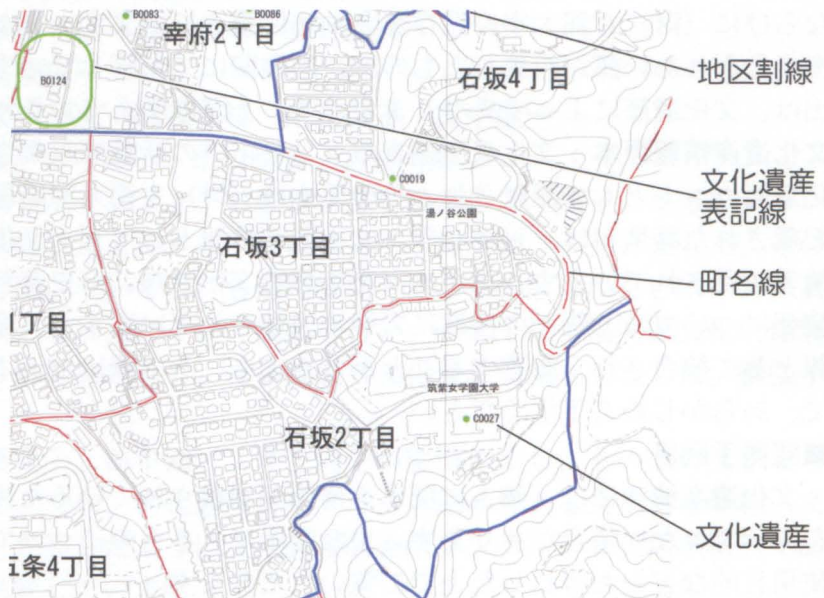 B0083
B0086
宰府2丁目
地区割線
石坂4丁目
B0124
C0019
文化遺産
表記線
湯ノ谷公園
石坂3丁目
町名線
1丁目
筑紫女学園大学
C0027
石坂2丁目
文化遺産
五条4丁目